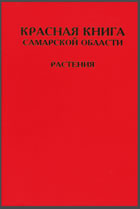 КРАСНАЯ КНИГА
САМАРСКОЙ ОБЛАСТИ
РАСТЕНИЯ